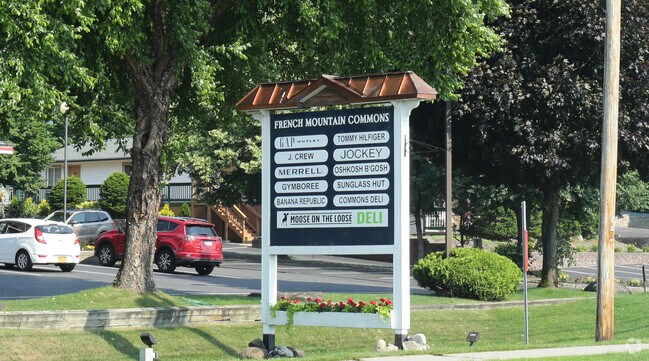 FRENCH MOUNTAIN COMMONS
GAP OUTLET
TOMMY HILFIGER
J. CREW
JOCKEY
MERRELL
OSHKOSH B'GOSH
GYMBOREE
SUNGLASS HUT
BANANA REPUBLIC
COMMONS DELI
MOOSE ON THE LOOSE DELI